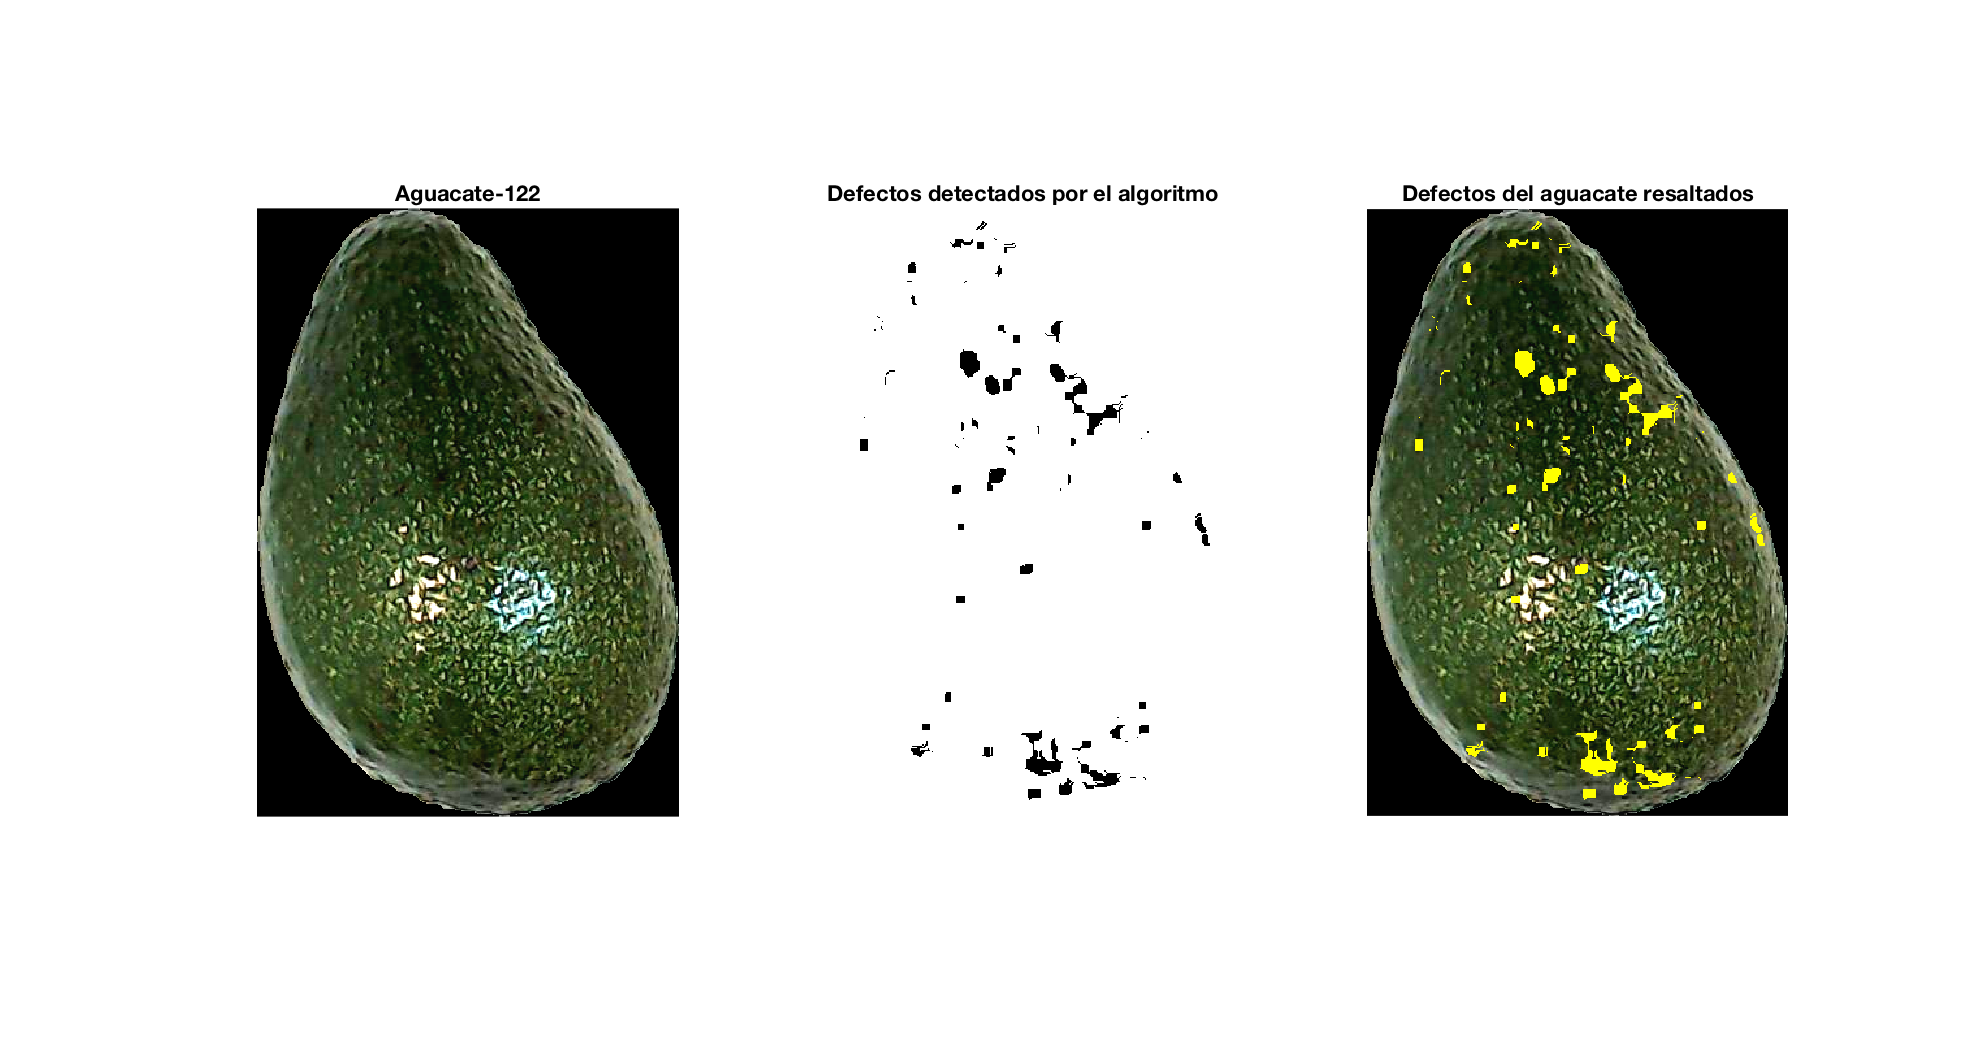 Aguacate-122
Defectos detectados por el algoritmo
Defectos del aguacate resaltados